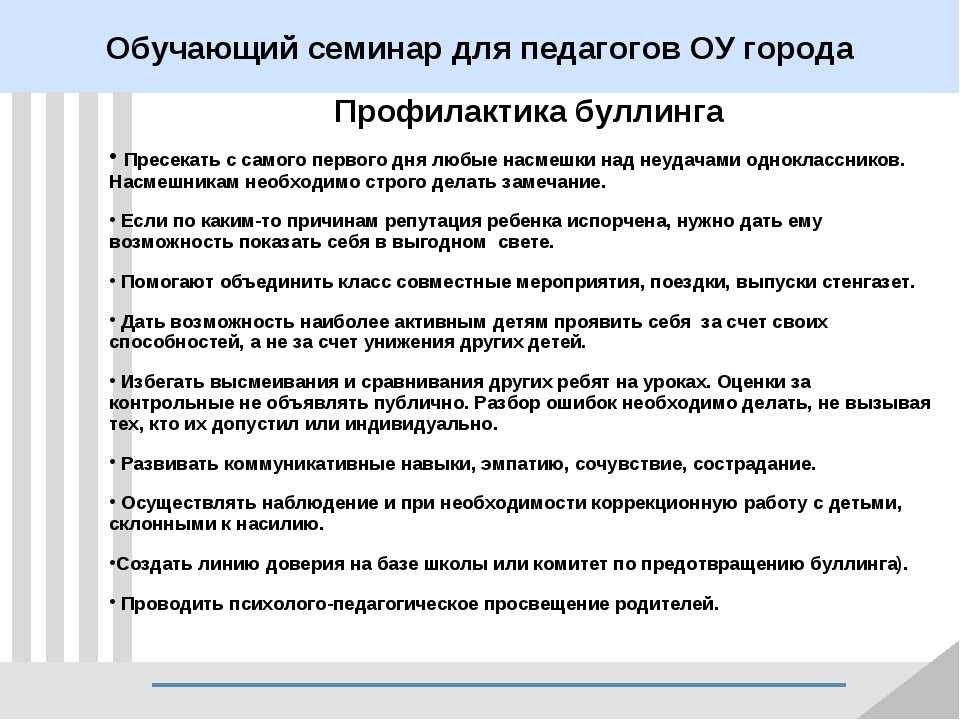 Обучающий семинар для педагогов ОУ города
Профилактика буллинга
• Пресекать с самого первого дня любые насмешки над неудачами одноклассников.
Насмешникам необходимо строго делать замечание.
• Если по каким-то причинам репутация ребенка испорчена, нужно дать ему
возможность показать себя в выгодном  свете.
• Помогают объединить класс совместные мероприятия, поездки, выпуски стенгазет.
• Дать возможность наиболее активным детям проявить себя  за счет своих
способностей, а не за счет унижения других детей.
• Избегать высмеивания и сравнивания других ребят на уроках. Оценки за
контрольные не объявлять публично. Разбор ошибок необходимо делать, не вызывая
тех, кто их допустил или индивидуально.
• Развивать коммуникативные навыки, эмпатию, сочувствие, сострадание.
• Осуществлять наблюдение и при необходимости коррекционную работу с детьми,
склонными к насилию.
•Создать линию доверия на базе школы или комитет по предотвращению буллинга).
• Проводить психолого-педагогическое просвещение родителей.